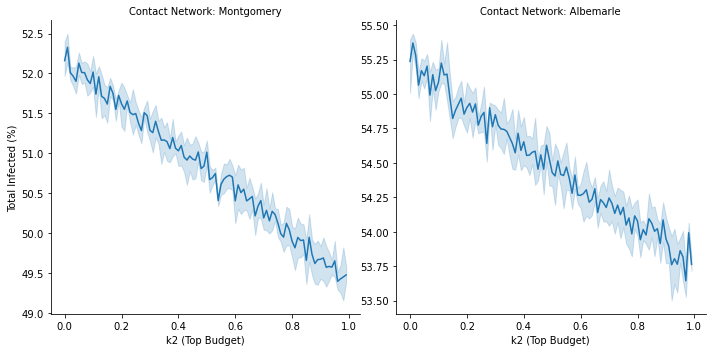 Contact Network: Montgomery
Total Infected (%)
52.5
52.0
51.5
51.0
50.5
50.0
49.5
49.0
0.0 0.2 0.4 0.6 0.8 1.0
k2 (Top Budget)
Contact Network: Albemarle
55.50
55.25
55.00
54.75
54.50
54.25
54.00
53.75
53.50
0.0 0.2 0.4 0.6 0.8 1.0
k2 (Top Budget)